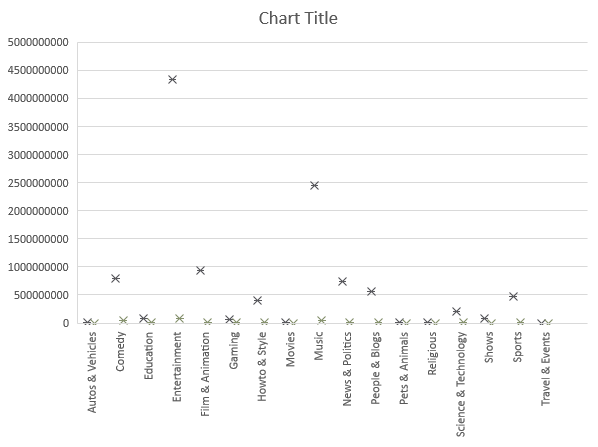 Chart Title
5000000000
4500000000
4000000000
3500000000
3000000000
2500000000
2000000000
1500000000
1000000000
500000000
0
Autos & Vehicles
Comedy
Education
Entertainment
Film & Animation
Gaming
Howto & Style
Movies
Music
News & Politics
People & Blogs
Pets & Animals
Religious
Science & Technology
Shows
Sports
Travel & Events